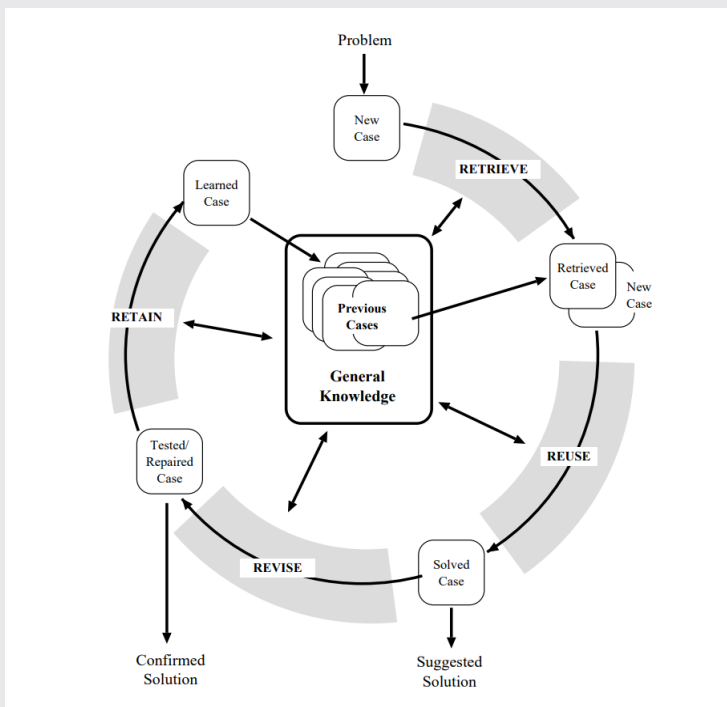 Problem
New
Case
RETRIEVE
Learned
Case
Retrieved
Case
New
Case
Previous
Cases
RETAIN
General
Knowledge
Tested/
Repaired
Case
REUSE
REVISE
Solved
Case
Confirmed
Solution
Suggested
Solution